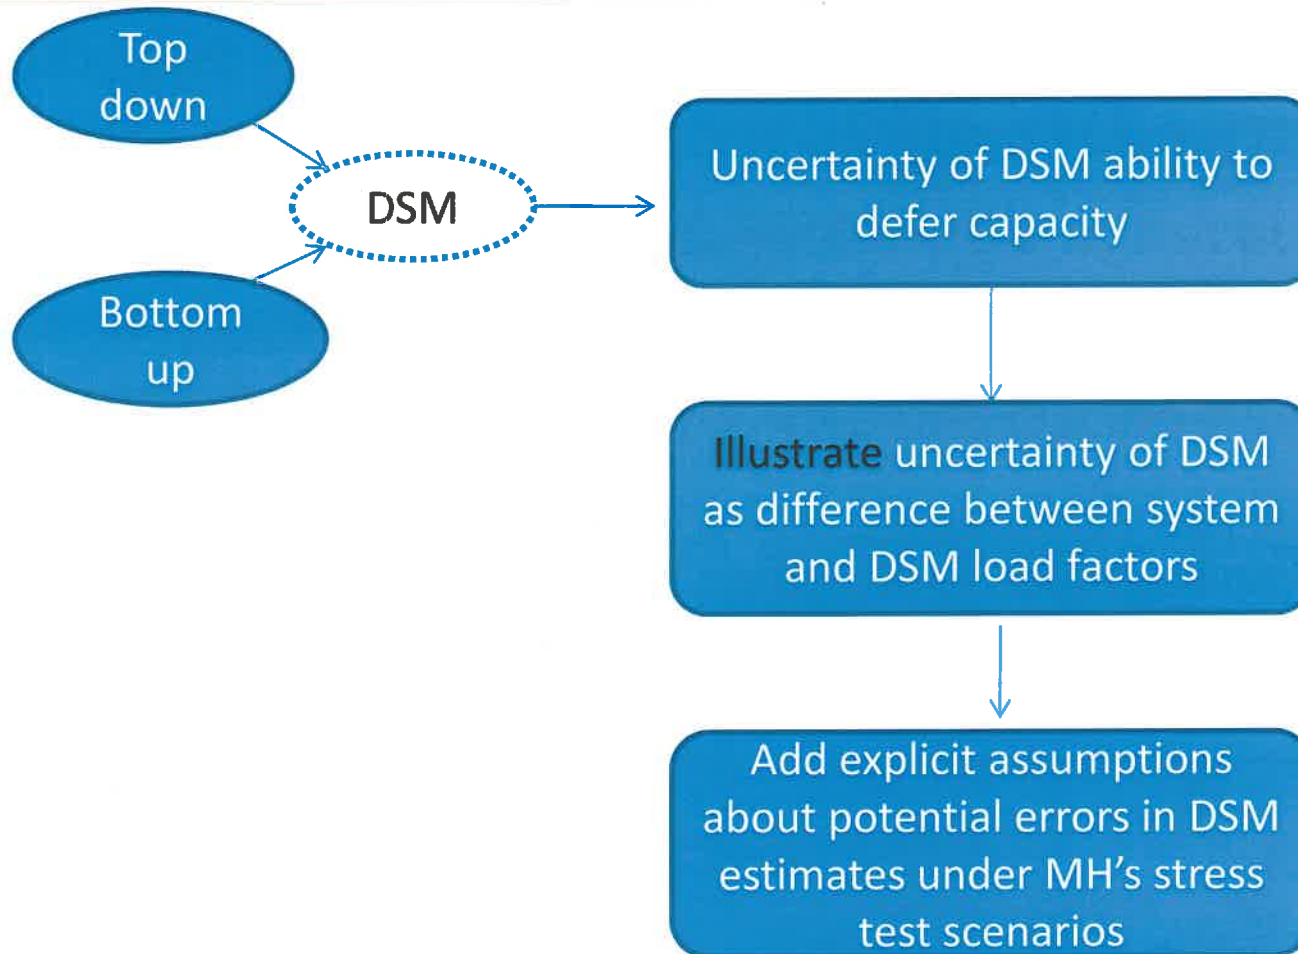 Top
down
DSM
Bottom
up
Uncertainty of DSM ability to
defer capacity
Illustrate uncertainty of DSM
as difference between system
and DSM load factors
Add explicit assumptions
about potential errors in DSM
estimates under MH's stress
test scenarios